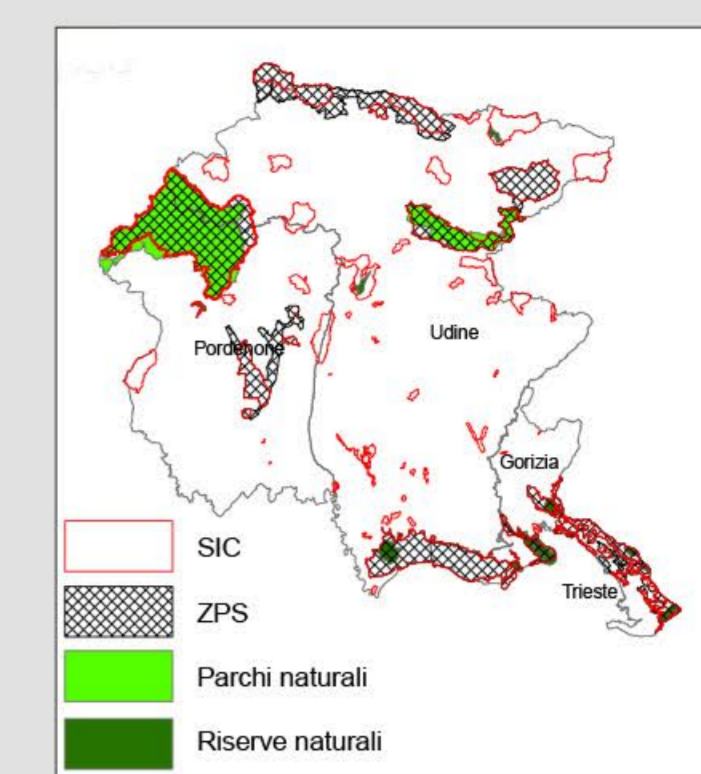 Udine
Pordenone
Gorizia
Trieste
SIC
ZPS
Parchi naturali
Riserve naturali